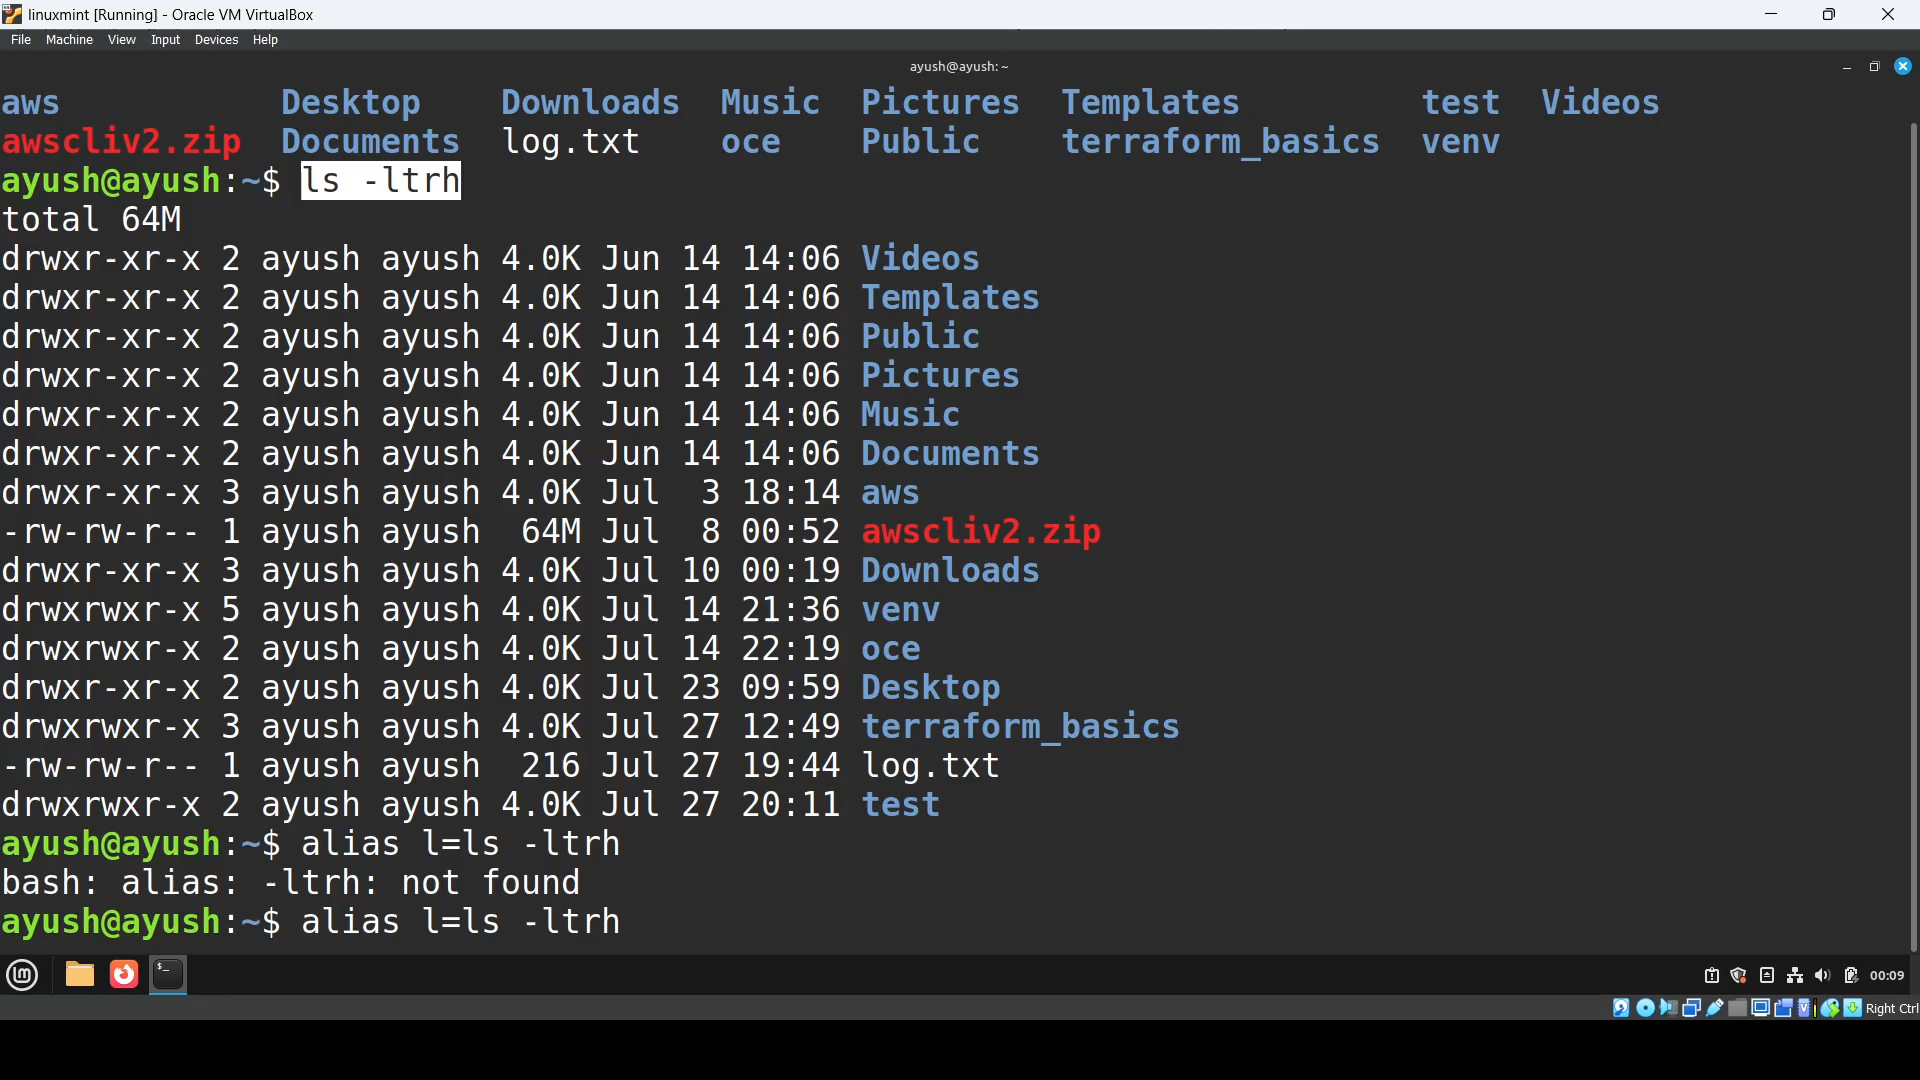 linuxmint [Running] - Oracle VM VirtualBox
File Machine View Input Devices Help
ayush@ayush: ~
aws Desktop Downloads Music Pictures Templates test Videos
awscliv2.zip Documents log.txt oce Public terraform_basics venv
ayush@ayush:~$ ls -ltrh
total 64M
drwxr-xr-x 2 ayush ayush 4.0K Jun 14 14:06 Videos
drwxr-xr-x 2 ayush ayush 4.0K Jun 14 14:06 Templates
drwxr-xr-x 2 ayush ayush 4.0K Jun 14 14:06 Public
drwxr-xr-x 2 ayush ayush 4.0K Jun 14 14:06 Pictures
drwxr-xr-x 2 ayush ayush 4.0K Jun 14 14:06 Music
drwxr-xr-x 2 ayush ayush 4.0K Jun 14 14:06 Documents
drwxr-xr-x 3 ayush ayush 4.0K Jul  3 18:14 aws
-rw-rw-r-- 1 ayush ayush  64M Jul  8 00:52 awscliv2.zip
drwxr-xr-x 3 ayush ayush 4.0K Jul 10 00:19 Downloads
drwxrwxr-x 5 ayush ayush 4.0K Jul 14 21:36 venv
drwxrwxr-x 2 ayush ayush 4.0K Jul 14 22:19 oce
drwxr-xr-x 2 ayush ayush 4.0K Jul 23 09:59 Desktop
drwxrwxr-x 3 ayush ayush 4.0K Jul 27 12:49 terraform_basics
-rw-rw-r-- 1 ayush ayush  216 Jul 27 19:44 log.txt
drwxrwxr-x 2 ayush ayush 4.0K Jul 27 20:11 test
ayush@ayush:~$ alias l=ls -ltrh
bash: alias: -ltrh: not found
ayush@ayush:~$ alias l=ls -ltrh
00:09
Right Ctrl